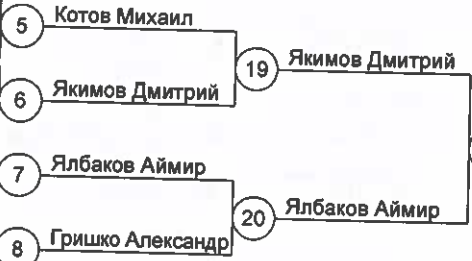 5 Котов Михаил
19 Якимов Дмитрий
6 Якимов Дмитрий
7 Ялбаков Аймир
20 Ялбаков Аймир
8 Гришко Александр